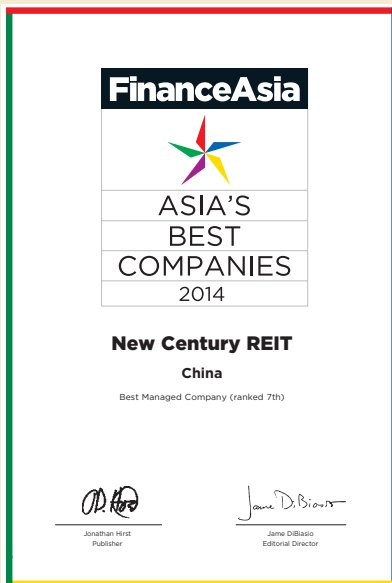 FinanceAsia
ASIA'S
BEST
COMPANIES
2014
New Century REIT
China
Best Managed Company (ranked 7th)
Jonathan Hirst
Publisher
Jame DiBiasio
Editorial Director